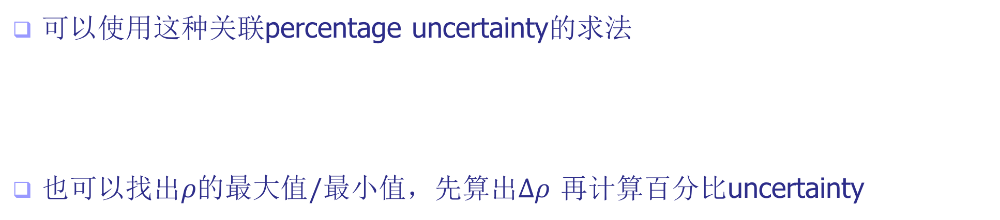 可以使用这种关联percentage uncertainty的求法
也可以找出ρ的最大值/最小值，先算出Δρ 再计算百分比uncertainty